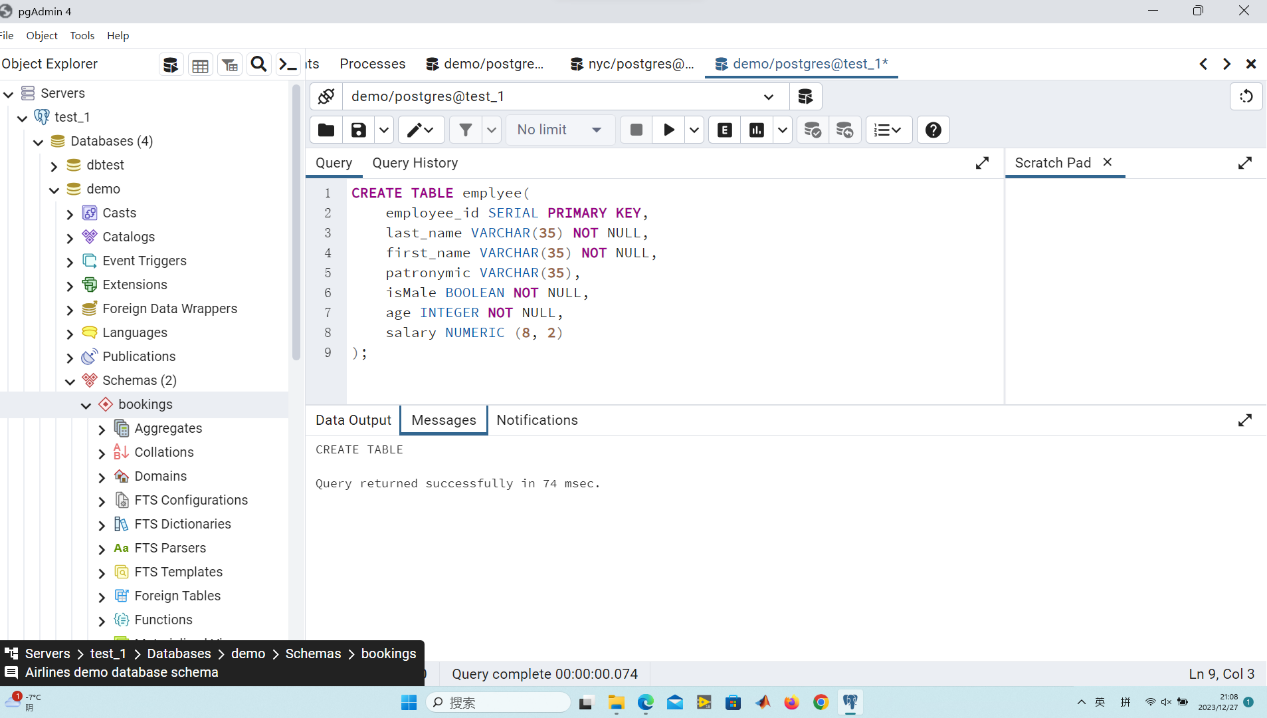 pgAdmin 4
File Object Tools Help
Object Explorer
nts Processes demo/postgre... nyc/postgres@... demo/postgres@test_1*
Servers
test_1
Databases (4)
dbtest
demo
Casts
Catalogs
Event Triggers
Extensions
Foreign Data Wrappers
Languages
Publications
Schemas (2)
bookings
Aggregates
Collations
Domains
FTS Configurations
FTS Dictionaries
Aa FTS Parsers
FTS Templates
Foreign Tables
Functions
demo/postgres@test_1
No limit
E
Query Query History
Scratch Pad
1 CREATE TABLE emplyee(
2 employee_id SERIAL PRIMARY KEY,
3 last_name VARCHAR(35) NOT NULL,
4 first_name VARCHAR(35) NOT NULL,
5 patronymic VARCHAR(35),
6 isMale BOOLEAN NOT NULL,
7 age INTEGER NOT NULL,
8 salary NUMERIC (8, 2)
9 );
Data Output Messages Notifications
CREATE TABLE
Query returned successfully in 74 msec.
Servers > test_1 > Databases > demo > Schemas > bookings
Airlines demo database schema
Query complete 00:00:00.074
Ln 9, Col 3
1
-7°C
阴
搜索
英 拼
21:08
2023/12/27
1